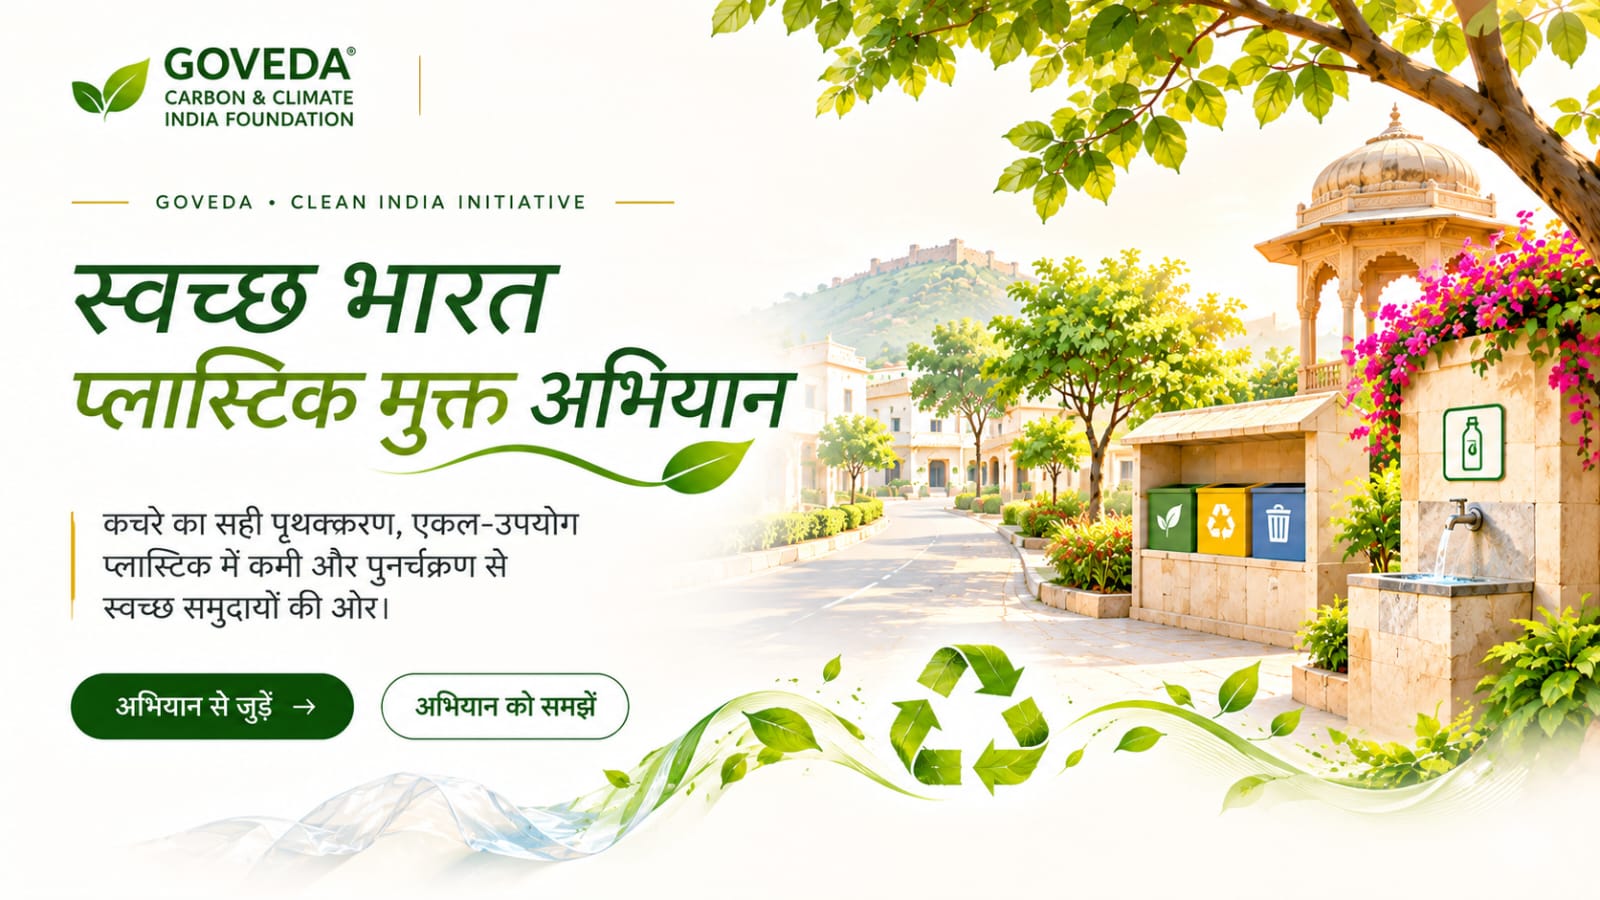 GOVEDA®
CARBON & CLIMATE
INDIA FOUNDATION
GOVEDA • CLEAN INDIA INITIATIVE
स्वच्छ भारत
प्लास्टिक मुक्त अभियान
कचरे का सही पृथक्करण, एकल-उपयोग
प्लास्टिक में कमी और पुनर्चक्रण से
स्वच्छ समुदायों की ओर।
अभियान से जुड़ें →
अभियान को समझें